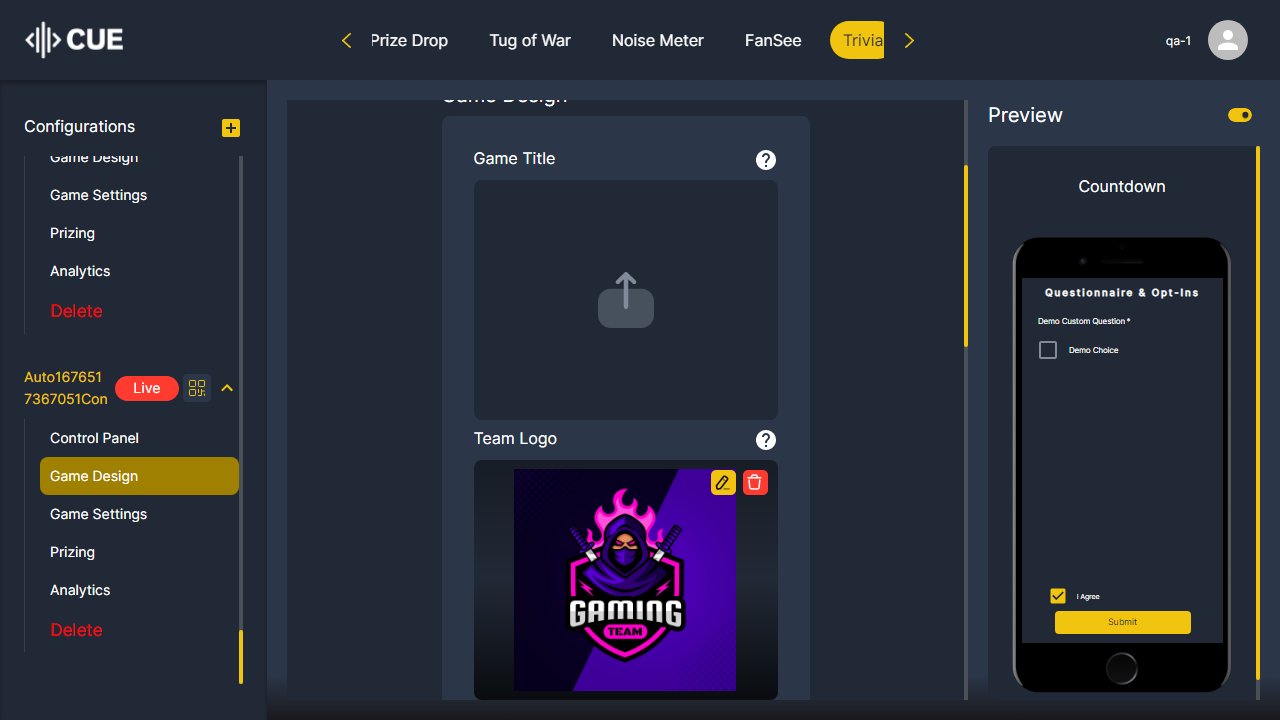 CUE
Prize Drop
Tug of War
Noise Meter
FanSee
Trivia
qa-1
Configurations
Game Design
Game Settings
Prizing
Analytics
Delete
Auto167651
7367051Con
Live
Control Panel
Game Design
Game Settings
Prizing
Analytics
Delete
Game Design
Game Title
?
Team Logo
?
GAMING
TEAM
Preview
Countdown
Questionnaire & Opt-Ins
Demo Custom Question *
Demo Choice
I Agree
Submit